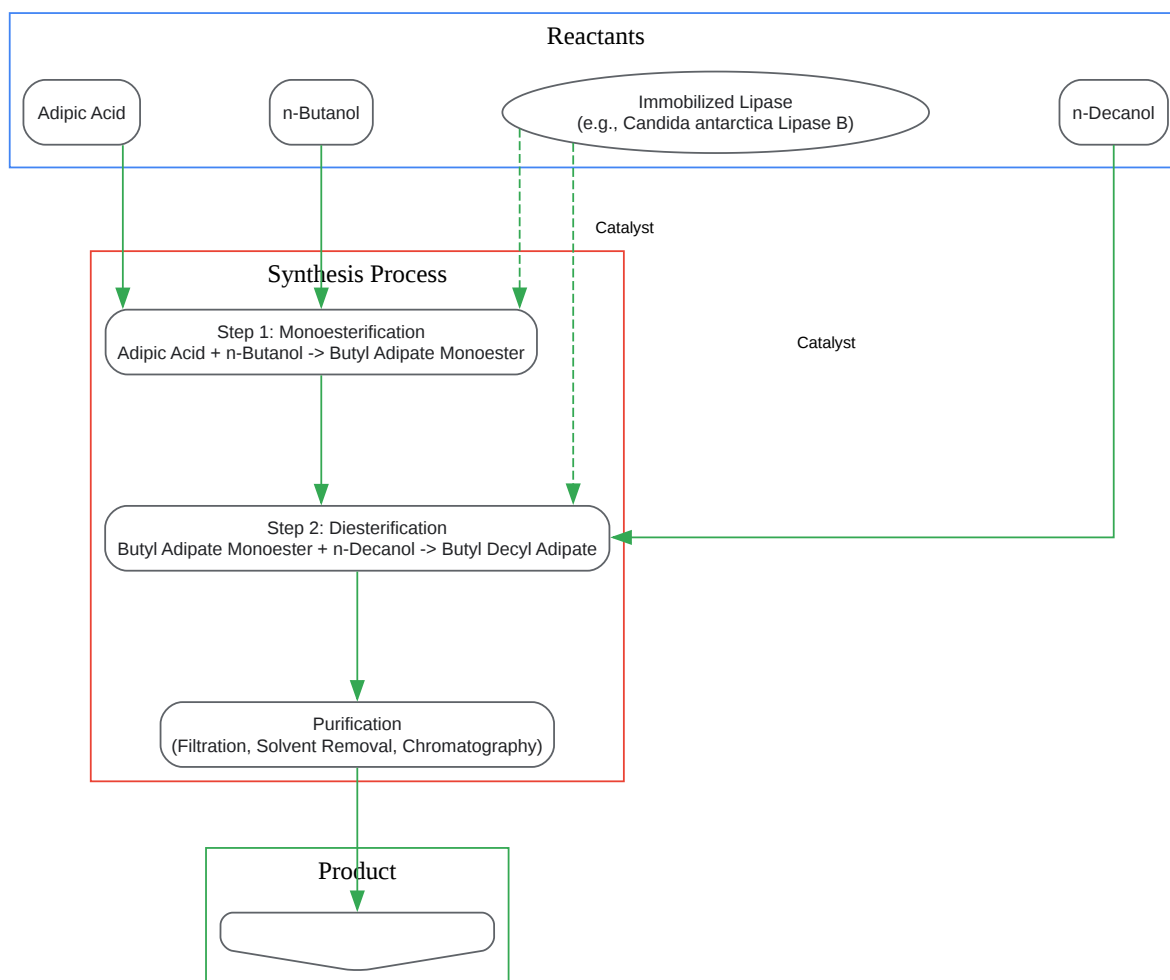 Reactants
Adipic Acid
n-Butanol
Immobilized Lipase
(e.g., Candida antarctica Lipase B)
n-Decanol
Catalyst
Synthesis Process
Step 1: Monoesterification
Adipic Acid + n-Butanol -> Butyl Adipate Monoester
Catalyst
Step 2: Diesterification
Butyl Adipate Monoester + n-Decanol -> Butyl Decyl Adipate
Purification
(Filtration, Solvent Removal, Chromatography)
Product